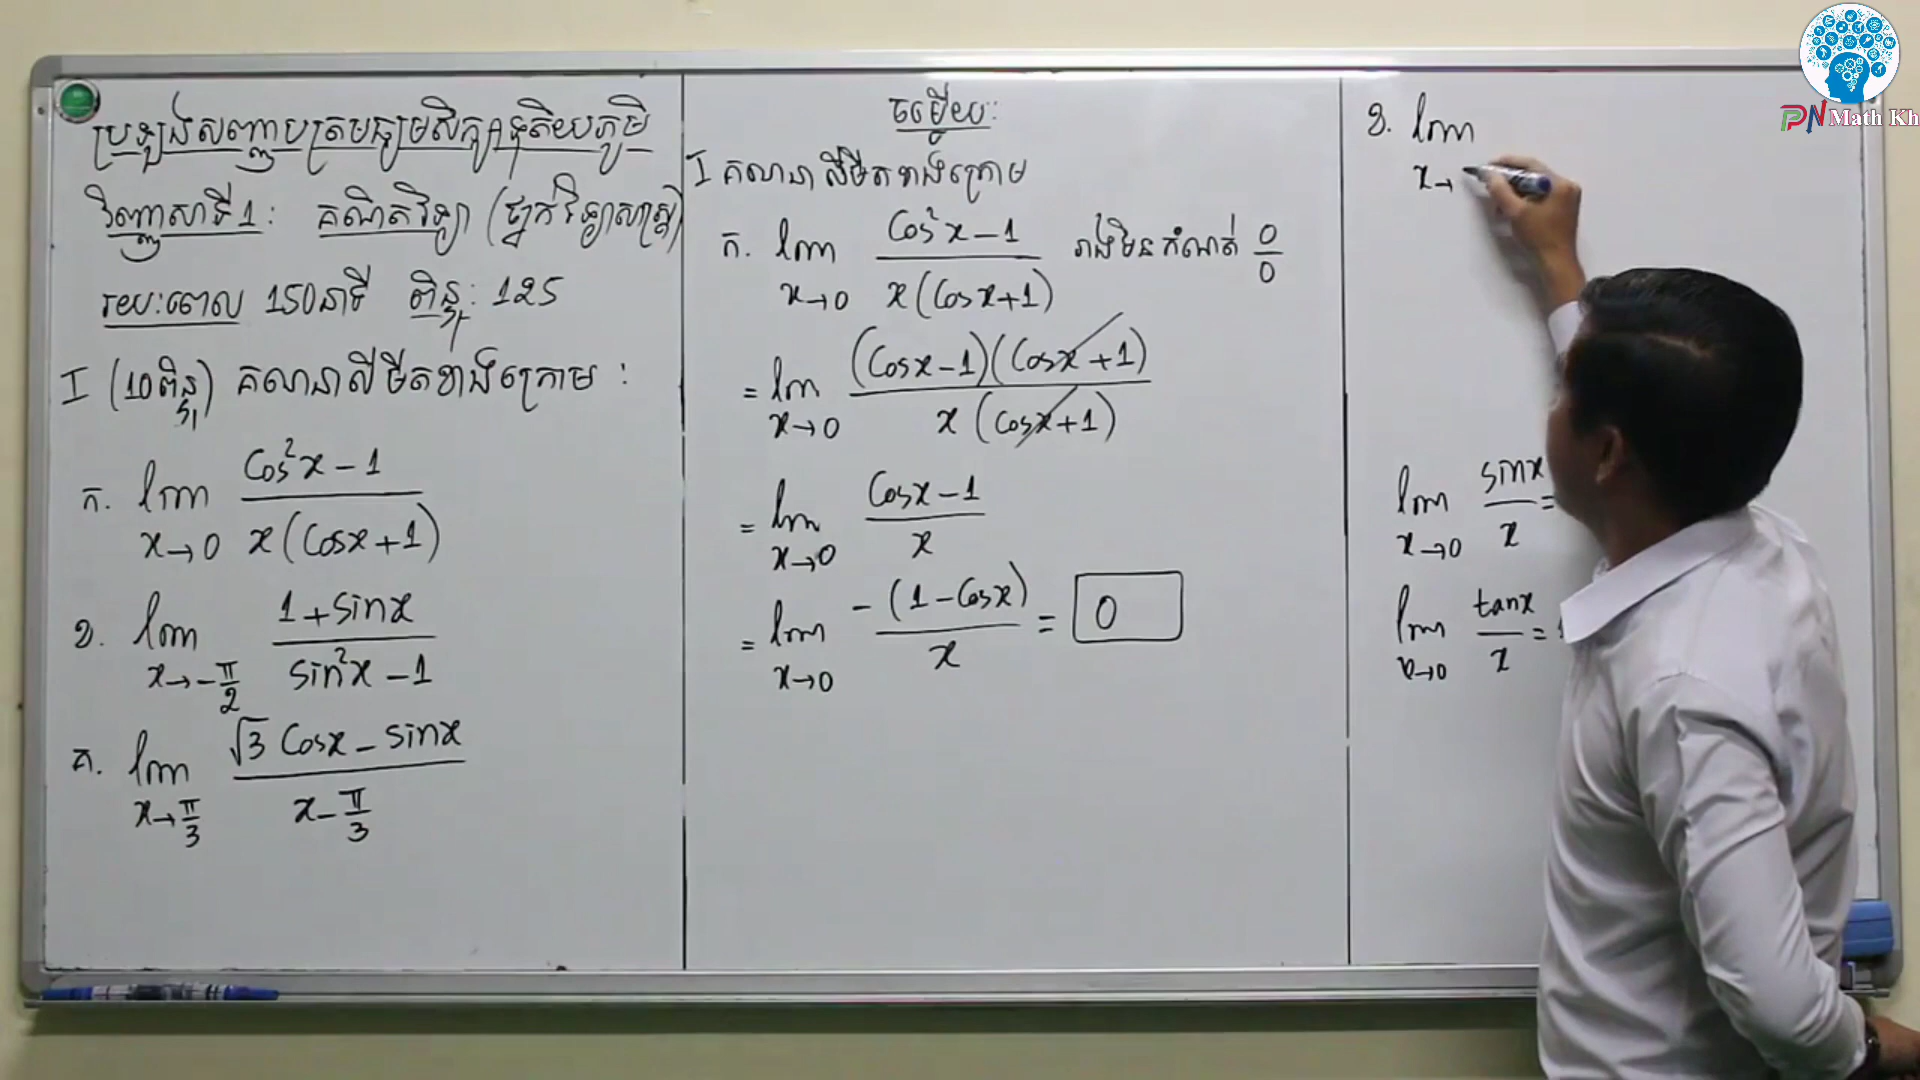 ប្រឡងសញ្ញាបត្រមធ្យមសិក្សាទុតិយភូមិ
វិញ្ញាសាទី1: គណិតវិទ្យា (ថ្នាក់វិទ្យាសាស្ត្រ)
រយៈពេល 150នាទី ពិន្ទុ: 125
I (10ពិន្ទុ) គណនាលីមីតខាងក្រោម :
ក. lim x→0 (cos²x − 1)/(x(cosx+1))
ខ. lim x→−π/2 (1+sinx)/(sin²x − 1)
គ. lim x→π/3 (√3 cosx − sinx)/(x − π/3)
ចម្លើយ:
I គណនាលីមីតខាងក្រោម
ក. lim x→0 (cos²x − 1)/(x(cosx+1)) រាងមិនកំណត់ 0/0
= lim x→0 ((cosx − 1)(cosx + 1))/(x(cosx+1))
= lim x→0 (cosx − 1)/x
= lim x→0 −(1 − cosx)/x = 0
ខ. lim x→
lim x→0 sinx/x =
lim x→0 tanx/x = 1
PN Math Kh